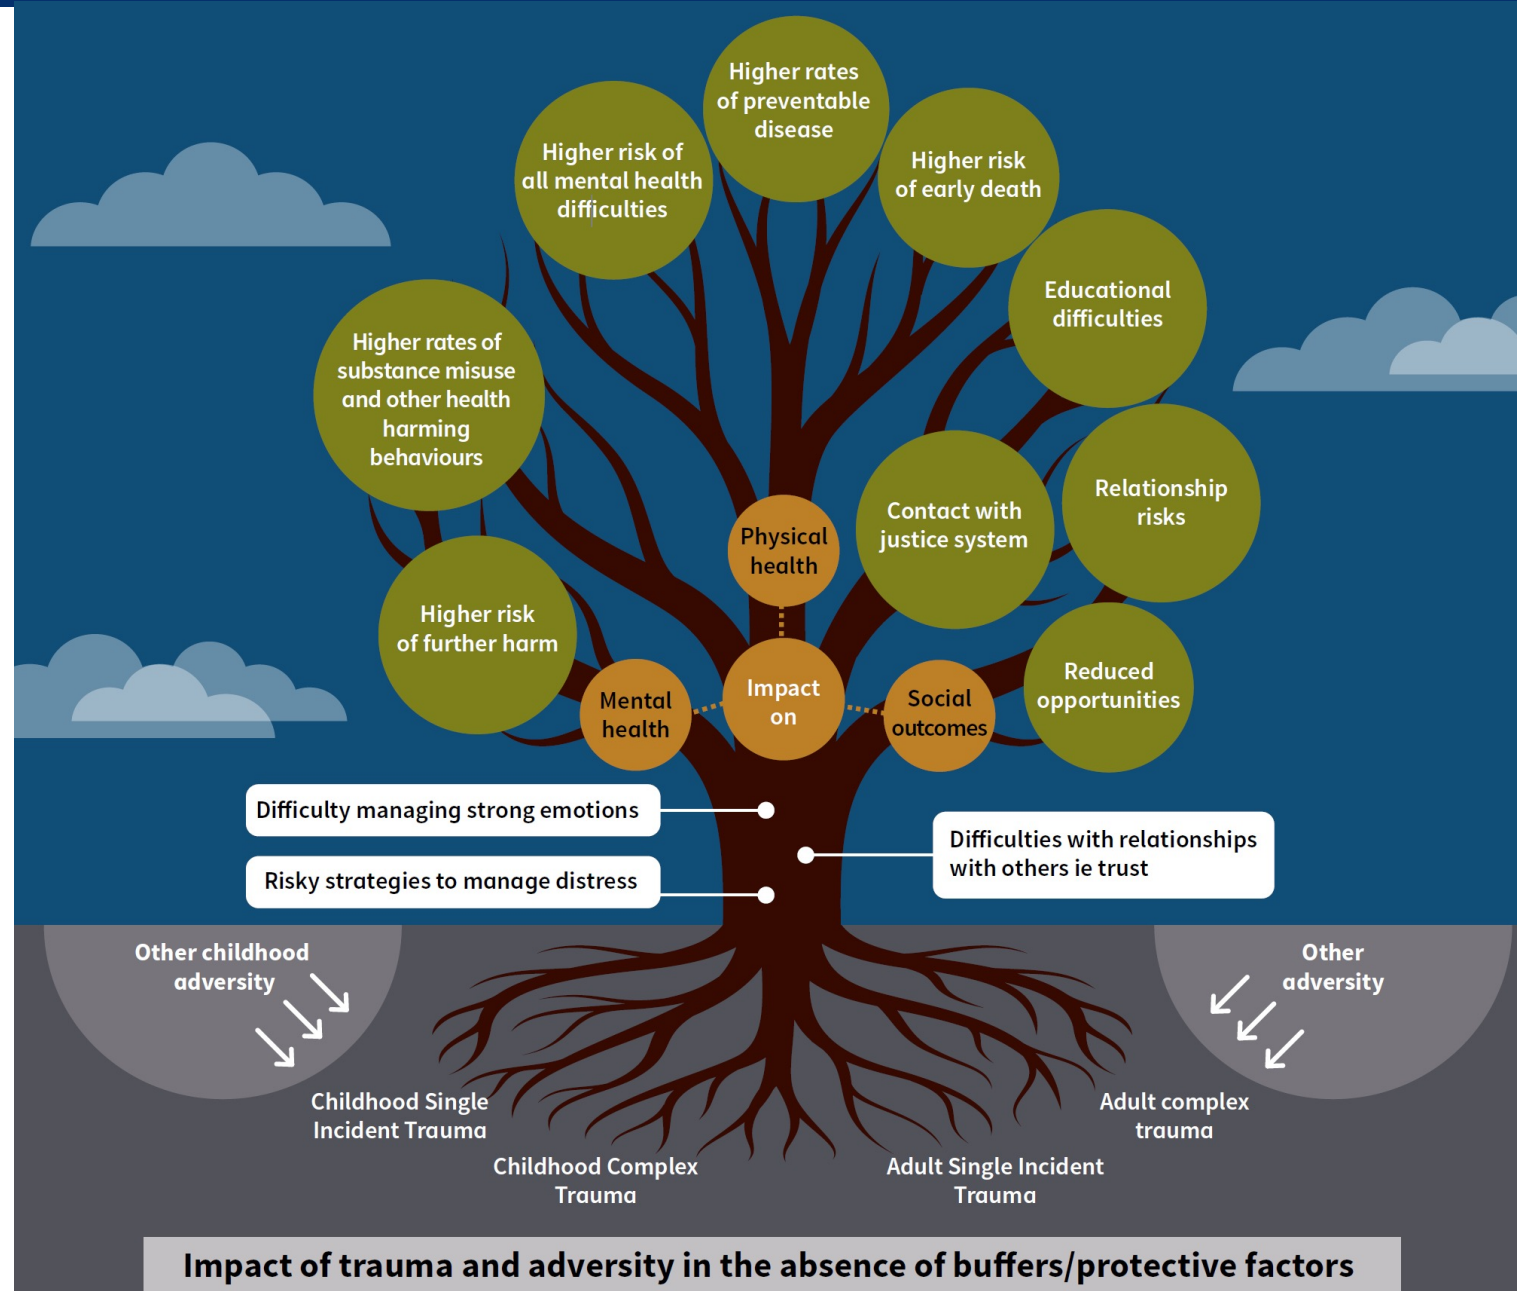 Higher rates
of preventable
disease
Higher risk of
all mental health
difficulties
Higher risk
of early death
Educational
difficulties
Higher rates of
substance misuse
and other health
harming
behaviours
Relationship
risks
Contact with
justice system
Physical
health
Higher risk
of further harm
Reduced
opportunities
Mental
health
Impact
on
Social
outcomes
Difficulty managing strong emotions
Difficulties with relationships
with others ie trust
Risky strategies to manage distress
Other childhood
adversity
Other
adversity
Childhood Single
Incident Trauma
Adult complex
trauma
Childhood Complex
Trauma
Adult Single Incident
Trauma
Impact of trauma and adversity in the absence of buffers/protective factors